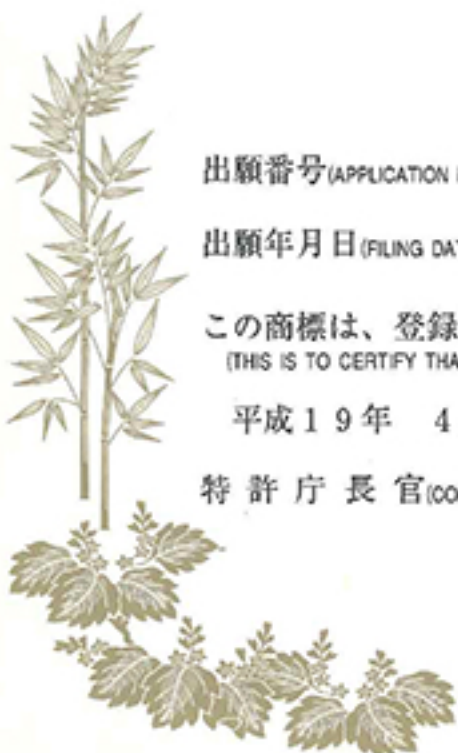 出願番号(APPLICATION
出願年月日(FILING DAT
この商標は、登録
(THIS IS TO CERTIFY THA
平成19年 4
特許庁長官(CO